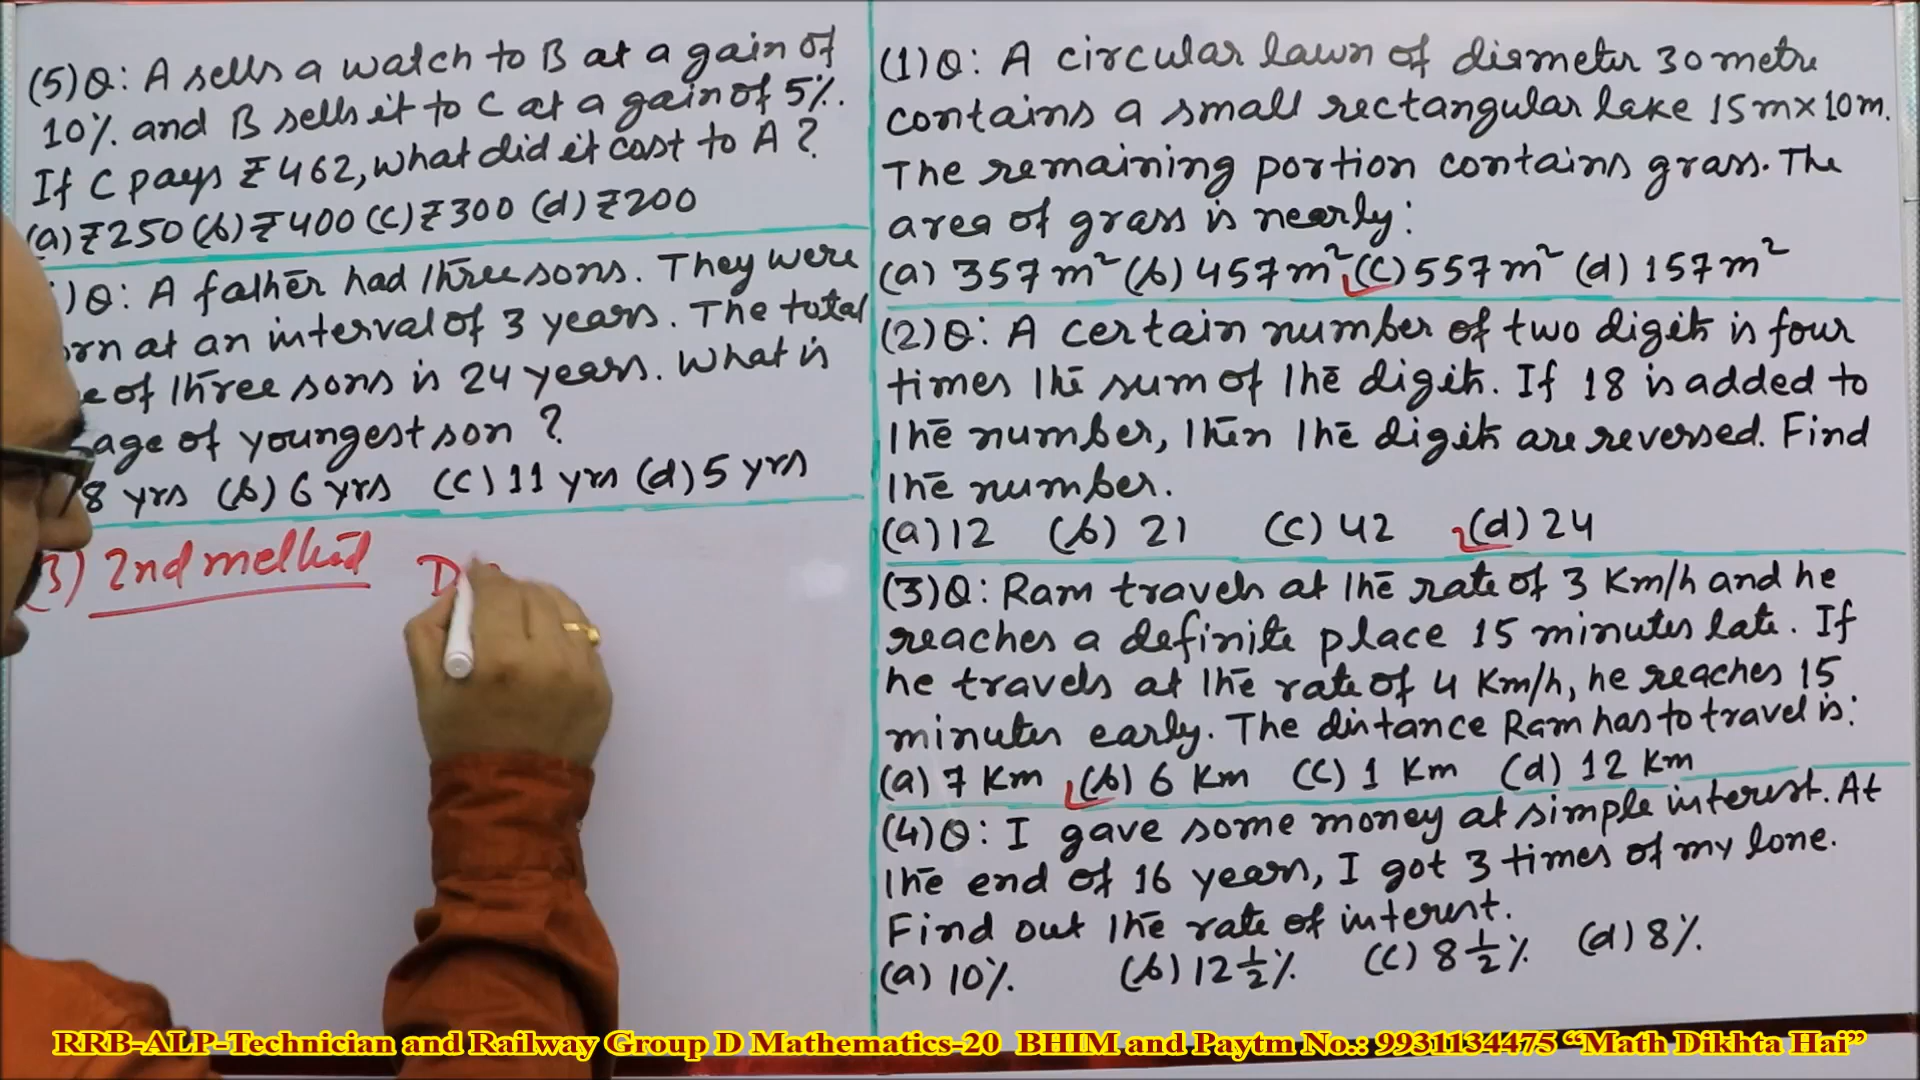 (5)Q: A sells a watch to B at a gain of
10%. and B sells it to C at a gain of 5%.
If C pays ₹462, what did it cost to A?
(a) ₹250 (b) ₹400 (c) ₹300 (d) ₹200
)Q: A father had three sons. They were
rn at an interval of 3 years. The total
e of three sons is 24 years. What is
age of youngest son ?
8 yrs (b) 6 yrs (c) 11 yrs (d) 5 yrs
3) 2nd method
(1)Q: A circular lawn of diameter 30 metre
contains a small rectangular lake 15m×10m.
The remaining portion contains grass. The
area of grass is nearly:
(a) 357 m² (b) 457 m² (c) 557 m² (d) 157 m²
(2)Q: A certain number of two digits is four
times the sum of the digits. If 18 is added to
the number, then the digits are reversed. Find
the number.
(a) 12 (b) 21 (c) 42 (d) 24
(3)Q: Ram travels at the rate of 3 Km/h and he
reaches a definite place 15 minutes late. If
he travels at the rate of 4 Km/h, he reaches 15
minutes early. The distance Ram has to travel is:
(a) 7 Km (b) 6 Km (c) 1 Km (d) 12 Km
(4)Q: I gave some money at simple interest. At
the end of 16 years, I got 3 times of my lone.
Find out the rate of interest.
(a) 10%. (b) 12½% (c) 8½% (d) 8%.
RRB-ALP-Technician and Railway Group D Mathematics-20 BHIM and Paytm No.: 9931134475 “Math Dikhta Hai”